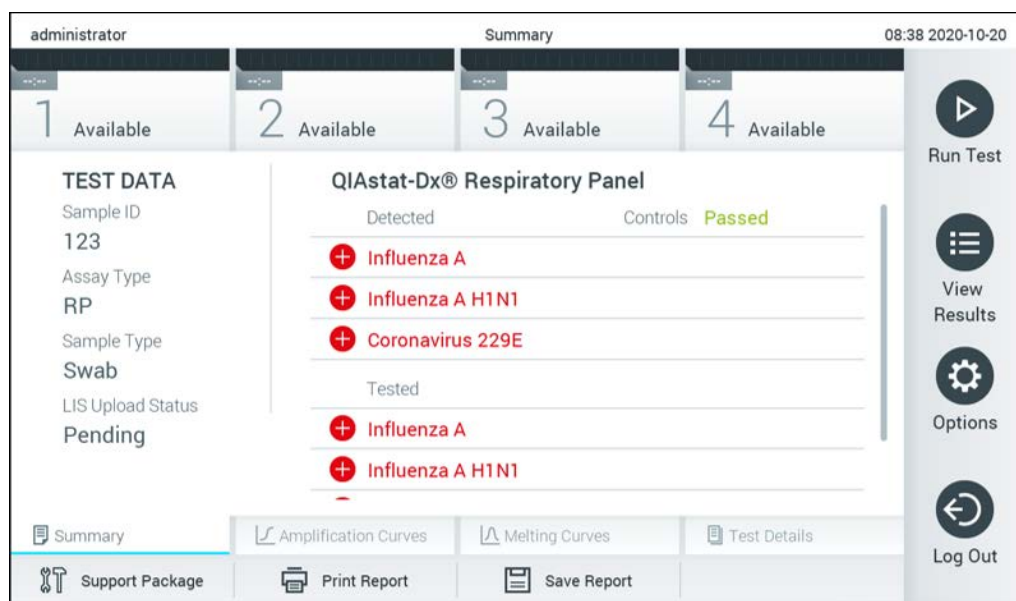 administrator Summary 08:38 2020-10-20
--:-- --:-- --:-- --:--
1 Available 2 Available 3 Available 4 Available
Run Test
TEST DATA
Sample ID
123
Assay Type
RP
Sample Type
Swab
LIS Upload Status
Pending
QIAstat-Dx® Respiratory Panel
Detected Controls Passed
Influenza A
Influenza A H1N1
Coronavirus 229E
Tested
Influenza A
Influenza A H1N1
View
Results
Options
Log Out
Summary Amplification Curves Melting Curves Test Details
Support Package Print Report Save Report